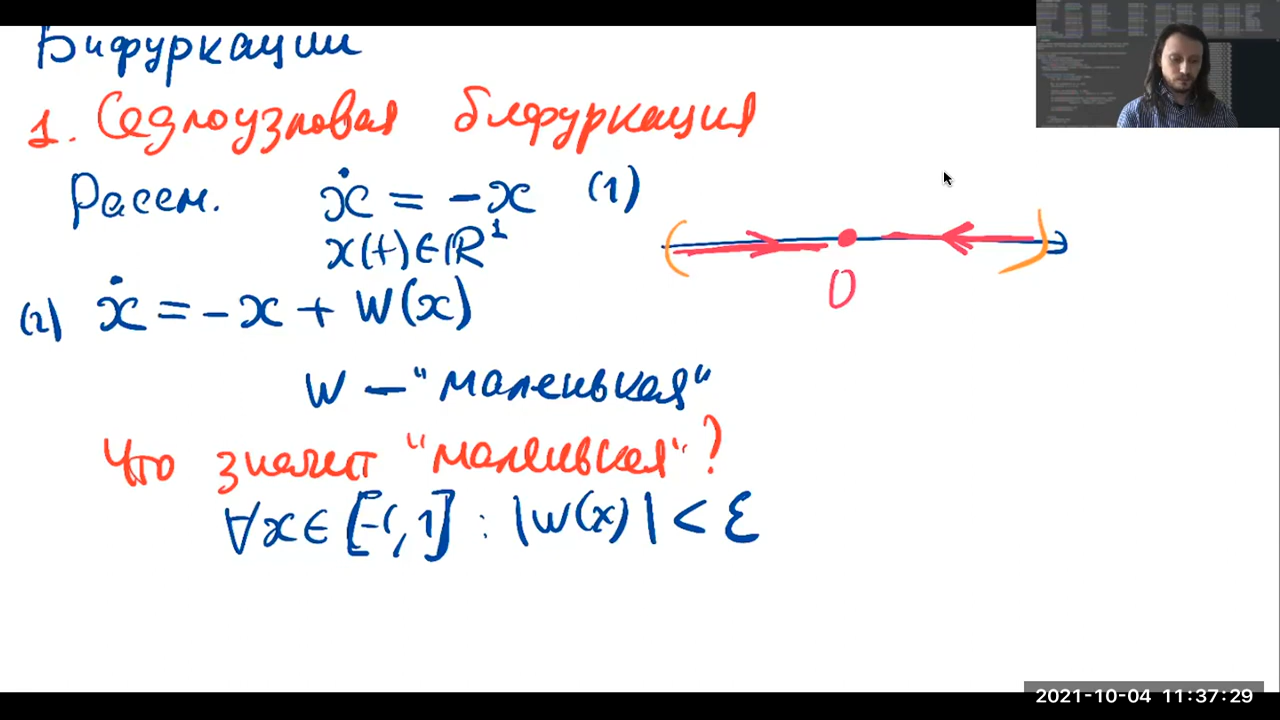 Бифуркации
1. Седлоузловая бифуркация
Рассм. ẋ = -x (1)
x(t)∈ℝ¹
0
(2) ẋ = -x + W(x)
W — "маленькая"
Что значит "маленькая"?
∀x∈[-1,1] : |W(x)| < ε
2021-10-04 11:37:29